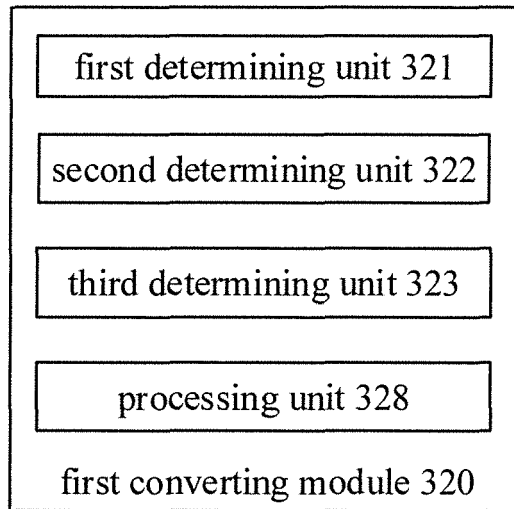 first determining unit 321
second determining unit 322
third determining unit 323
processing unit 328
first converting module 320